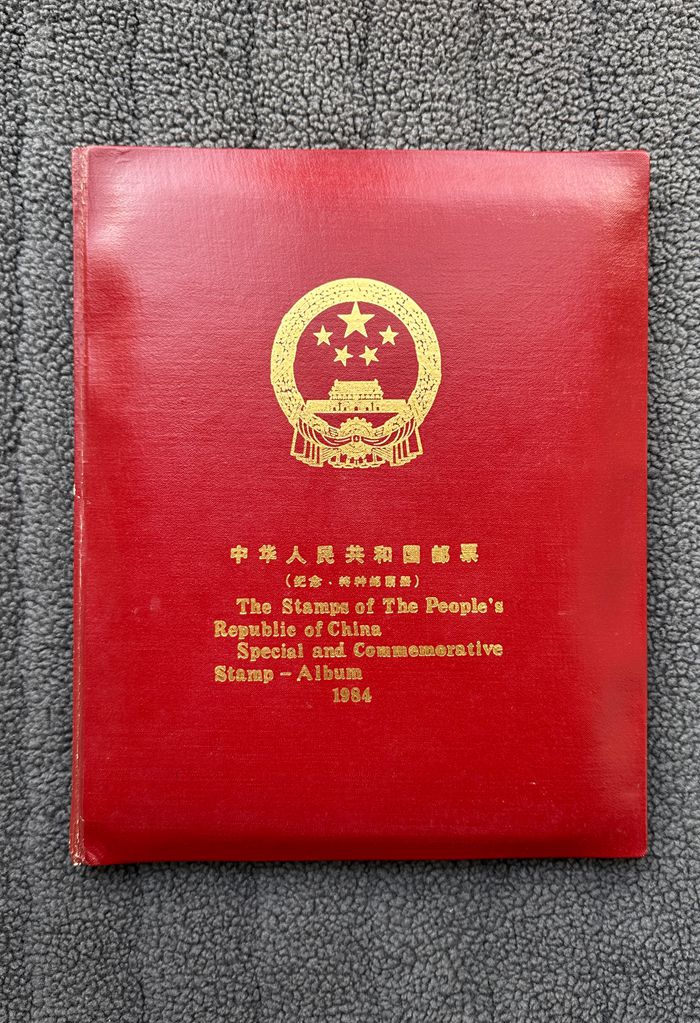 中华人民共和国邮票
（纪念·特种邮票册）
The Stamps of The People's
Republic of China
Special and Commemorative
Stamp – Album
1984